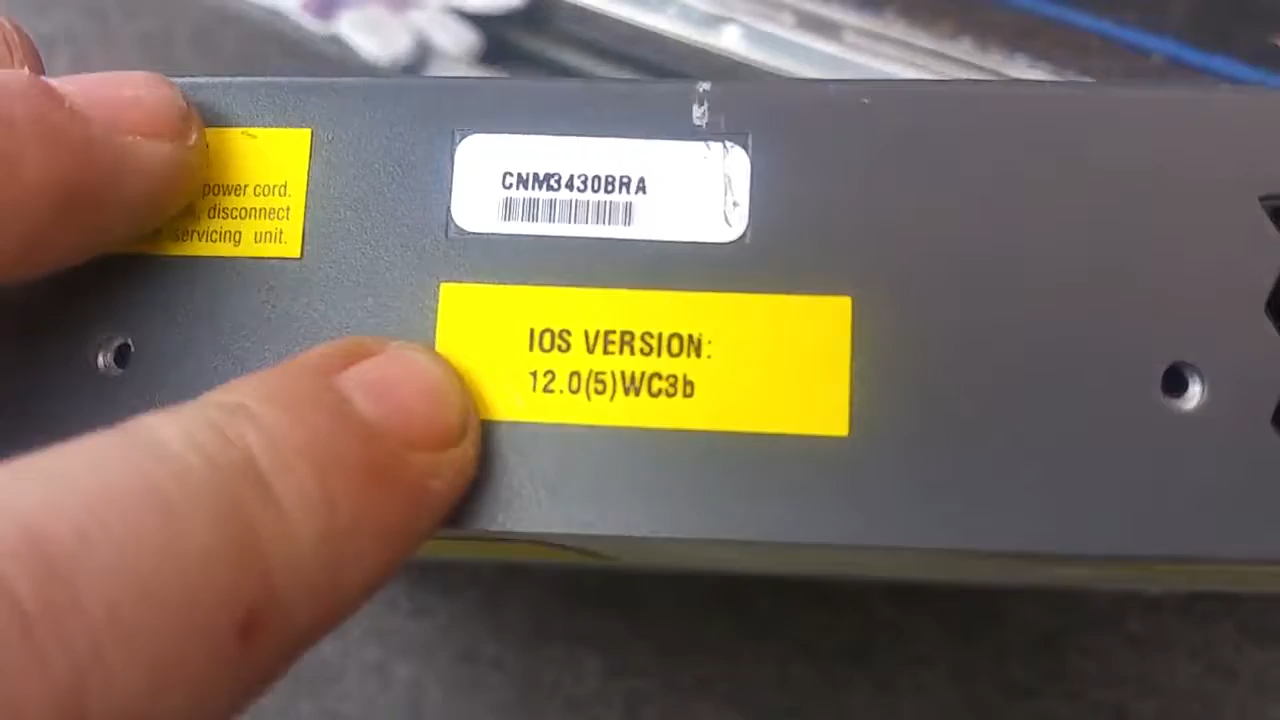 power cord.
disconnect
servicing unit.
CNM3430BRA
IOS VERSION:
12.0(5)WC3b